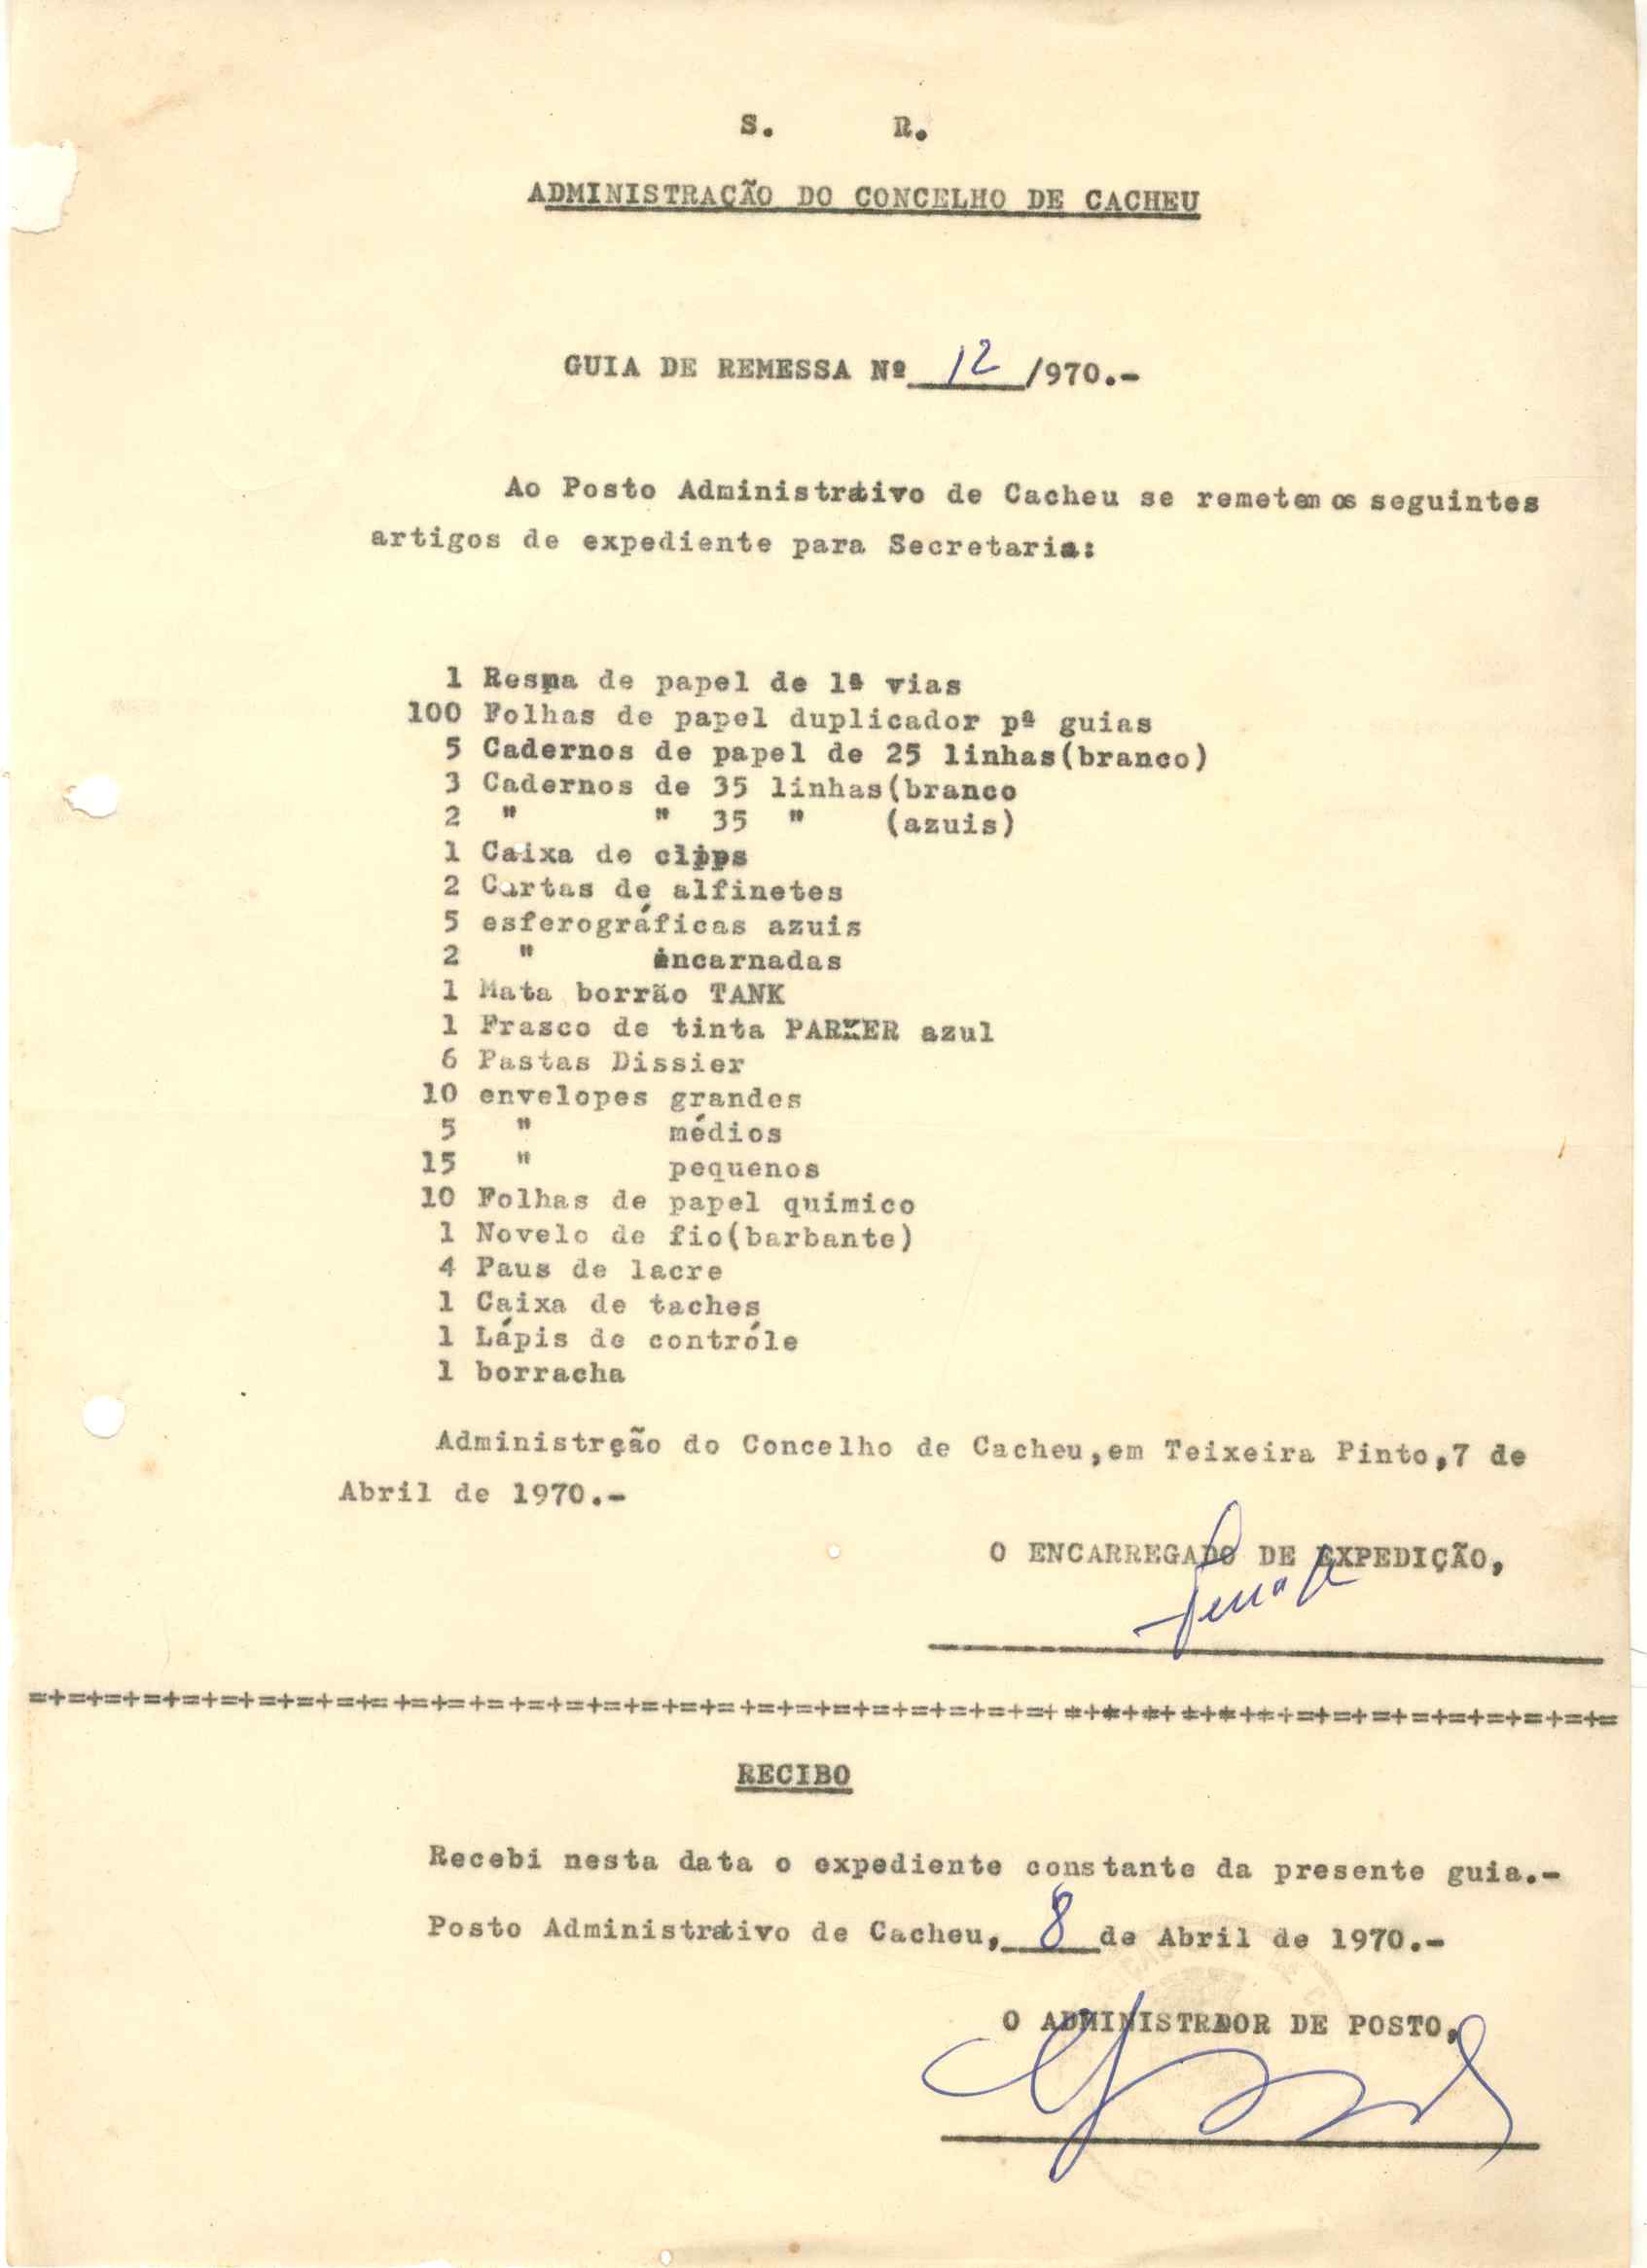 S. R.
ADMINISTRAÇÃO DO CONCELHO DE CACHEU
GUIA DE REMESSA Nº 12 /970.-
Ao Posto Administrativo de Cacheu se remetem os seguintes
artigos de expediente para Secretaria:
1 Resma de papel de 1ª vias
100 Folhas de papel duplicador pª guias
5 Cadernos de papel de 25 linhas(branco)
3 Cadernos de 35 linhas(branco
2 " " 35 " (azuis)
1 Caixa de clips
2 Cartas de alfinetes
5 esferográficas azuis
2 " encarnadas
1 Mata borrão TANK
1 Frasco de tinta PARKER azul
6 Pastas Dissier
10 envelopes grandes
5 " médios
15 " pequenos
10 Folhas de papel quimico
1 Novelo de fio(barbante)
4 Paus de lacre
1 Caixa de taches
1 Lápis de contróle
1 borracha
Administrção do Concelho de Cacheu,em Teixeira Pinto,7 de
Abril de 1970.-
O ENCARREGADO DE EXPEDIÇÃO,
=+=+=+=+=+=+=+=+=+=+=+=+=+=+=+=+=+=+=+=+=+=+=+=+=+=+=+=+=+=+=+=+=+=+=+=+=+=+=+=+=
RECIBO
Recebi nesta data o expediente constante da presente guia.-
Posto Administrativo de Cacheu, 8 de Abril de 1970.-
O ADMINISTRADOR DE POSTO,